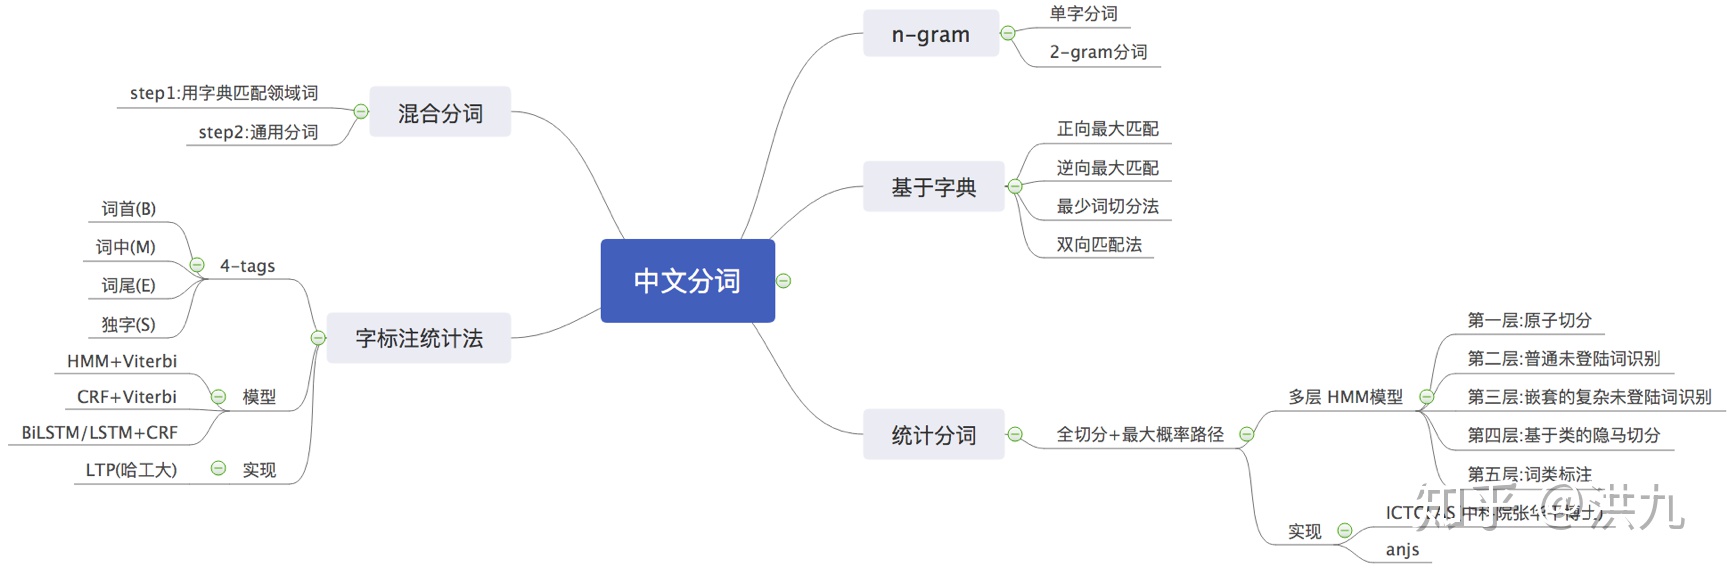 中文分词
n-gram
单字分词
2-gram分词
基于字典
正向最大匹配
逆向最大匹配
最少词切分法
双向匹配法
统计分词
全切分+最大概率路径
多层 HMM模型
第一层:原子切分
第二层:普通未登陆词识别
第三层:嵌套的复杂未登陆词识别
第四层:基于类的隐马切分
第五层:词类标注
实现
ICTCLAS 中科院张华平博士)
anjs
混合分词
step1:用字典匹配领域词
step2:通用分词
字标注统计法
4-tags
词首(B)
词中(M)
词尾(E)
独字(S)
模型
HMM+Viterbi
CRF+Viterbi
BiLSTM/LSTM+CRF
实现
LTP(哈工大)
知乎 @洪九